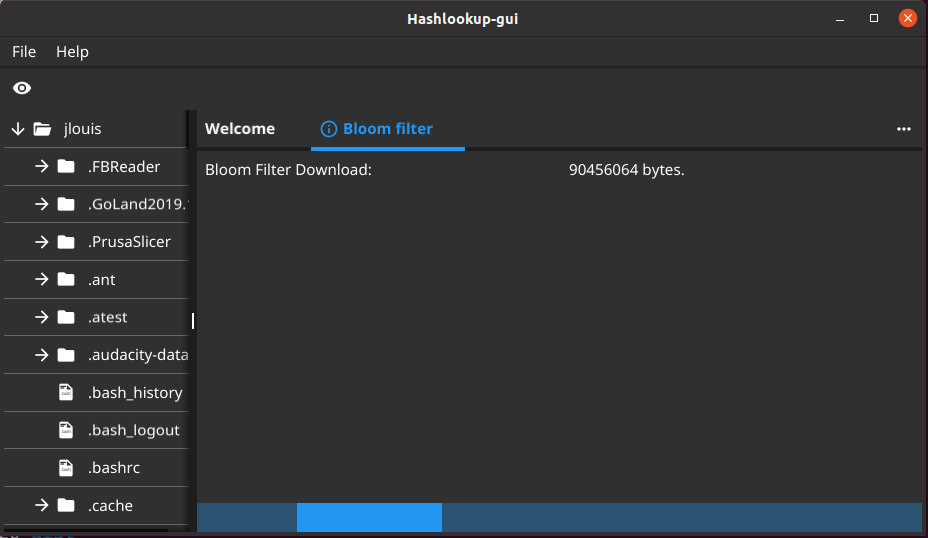 Hashlookup-gui
File Help
jlouis
.FBReader
.GoLand2019.
.PrusaSlicer
.ant
.atest
.audacity-data
.bash_history
.bash_logout
.bashrc
.cache
Welcome Bloom filter
Bloom Filter Download: 90456064 bytes.